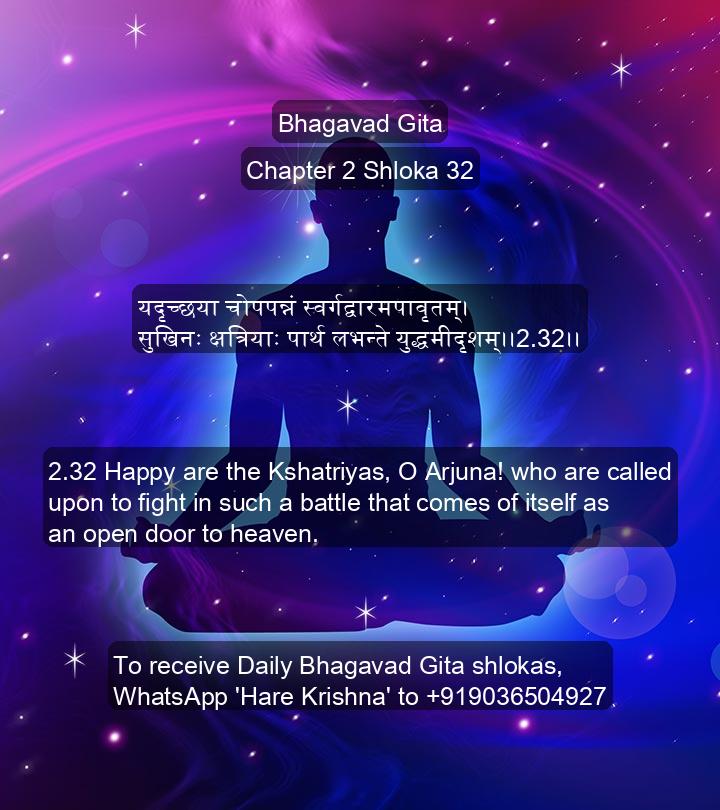 Bhagavad Gita
Chapter 2 Shloka 32
यदृच्छया चोपपन्नं स्वर्गद्वारमपावृतम्।
सुखिनः क्षत्रियाः पार्थ लभन्ते युद्धमीदृशम्।।2.32।।
2.32 Happy are the Kshatriyas, O Arjuna! who are called
upon to fight in such a battle that comes of itself as
an open door to heaven.
To receive Daily Bhagavad Gita shlokas,
WhatsApp 'Hare Krishna' to +919036504927